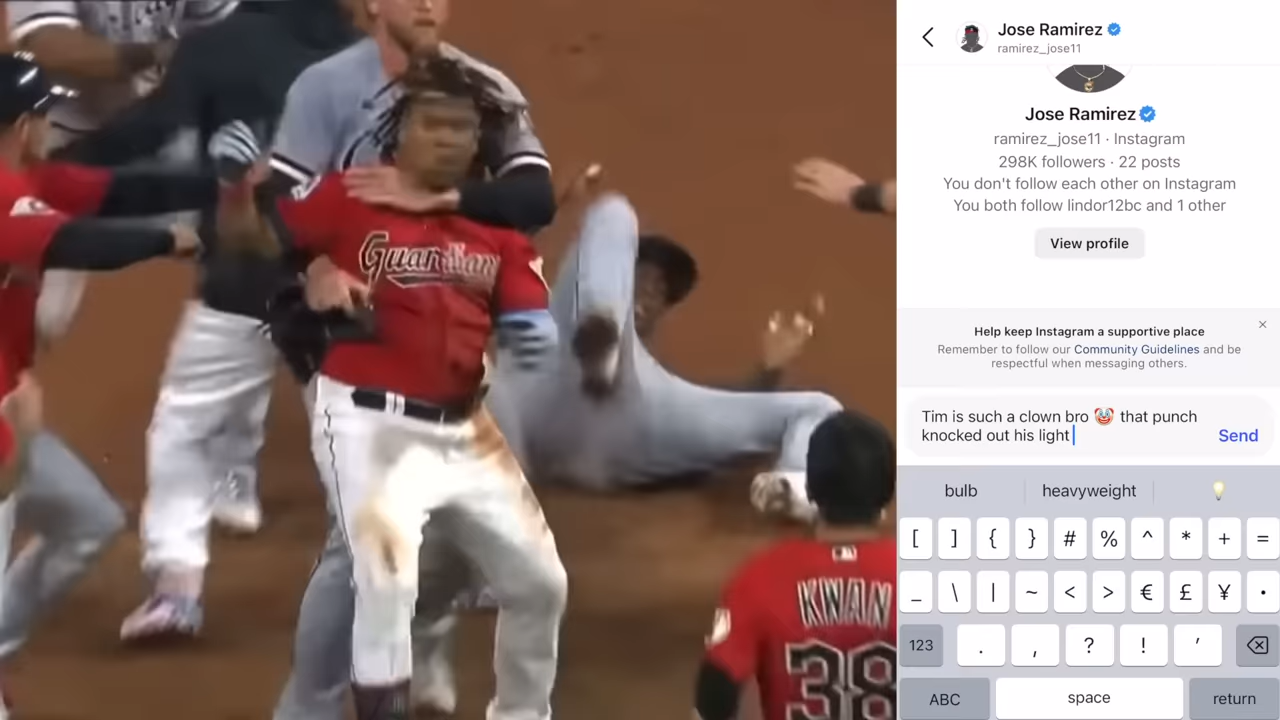 Guardians
KWAN
38
Jose Ramirez
ramirez_jose11
Jose Ramirez
ramirez_jose11 · Instagram
298K followers · 22 posts
You don't follow each other on Instagram
You both follow lindor12bc and 1 other
View profile
Help keep Instagram a supportive place
Remember to follow our Community Guidelines and be
respectful when messaging others.
Tim is such a clown bro 🤡 that punch
knocked out his light
Send
bulb heavyweight 💡
[ ] { } # % ^ * + =
_ \ | ~ < > € £ ¥ •
123 . , ? ! ’
ABC space return